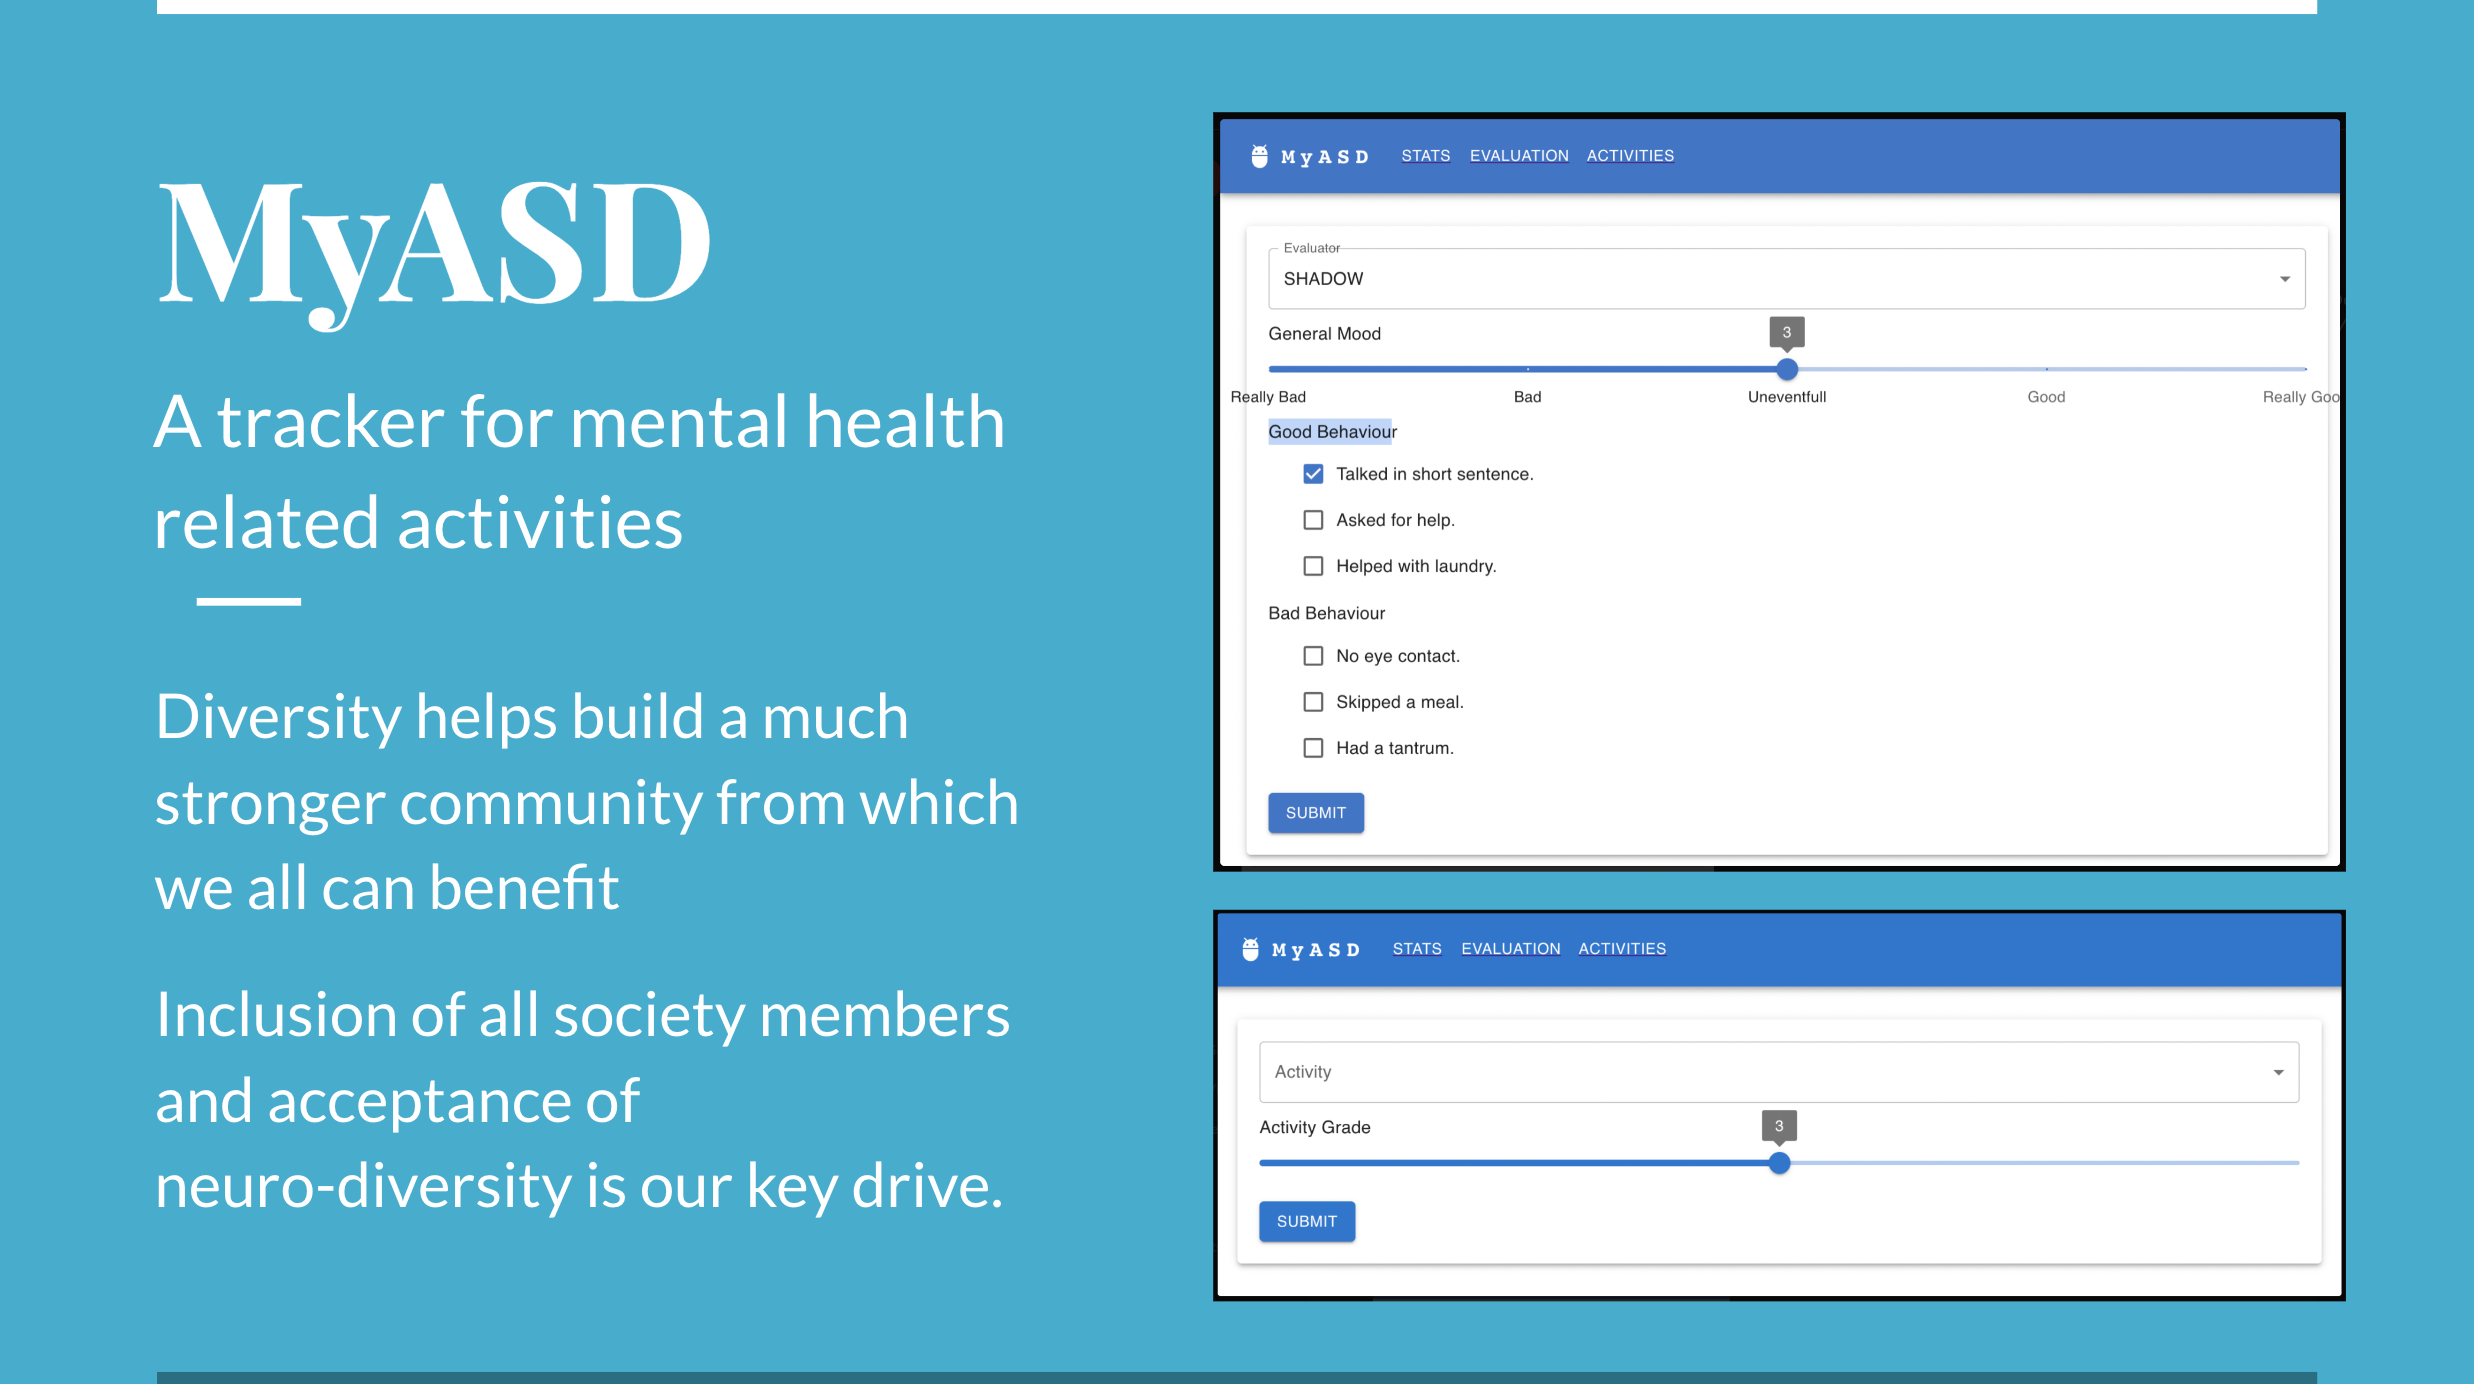 MyASD
A tracker for mental health
related activities
Diversity helps build a much
stronger community from which
we all can benefit
Inclusion of all society members
and acceptance of
neuro-diversity is our key drive.
MyASD STATS EVALUATION ACTIVITIES
Evaluator
SHADOW
General Mood
3
Really Bad Bad Uneventfull Good Really Goo
Good Behaviour
Talked in short sentence.
Asked for help.
Helped with laundry.
Bad Behaviour
No eye contact.
Skipped a meal.
Had a tantrum.
SUBMIT
MyASD STATS EVALUATION ACTIVITIES
Activity
Activity Grade
3
SUBMIT